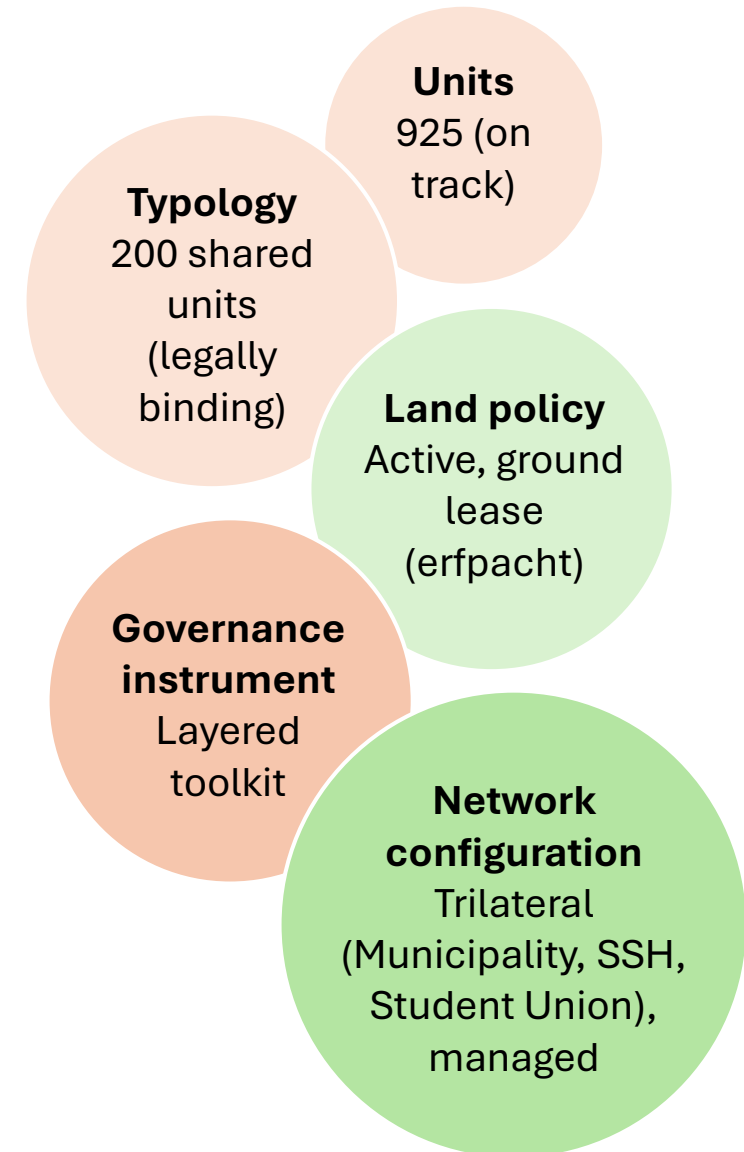 Units
925 (on
track)
Typology
200 shared
units
(legally
binding)
Land policy
Active, ground
lease
(erfpacht)
Governance
instrument
Layered
toolkit
Network
configuration
Trilateral
(Municipality, SSH,
Student Union),
managed